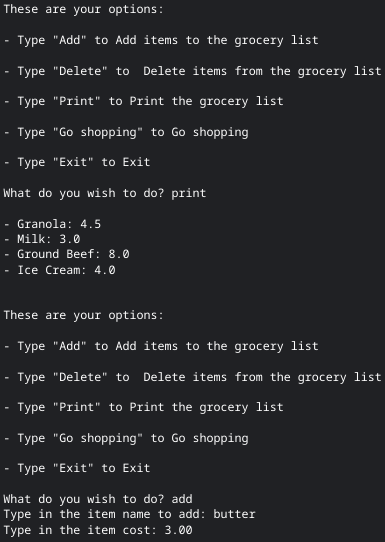 These are your options:
- Type "Add" to Add items to the grocery list
- Type "Delete" to  Delete items from the grocery list
- Type "Print" to Print the grocery list
- Type "Go shopping" to Go shopping
- Type "Exit" to Exit
What do you wish to do? print
- Granola: 4.5
- Milk: 3.0
- Ground Beef: 8.0
- Ice Cream: 4.0
These are your options:
- Type "Add" to Add items to the grocery list
- Type "Delete" to  Delete items from the grocery list
- Type "Print" to Print the grocery list
- Type "Go shopping" to Go shopping
- Type "Exit" to Exit
What do you wish to do? add
Type in the item name to add: butter
Type in the item cost: 3.00